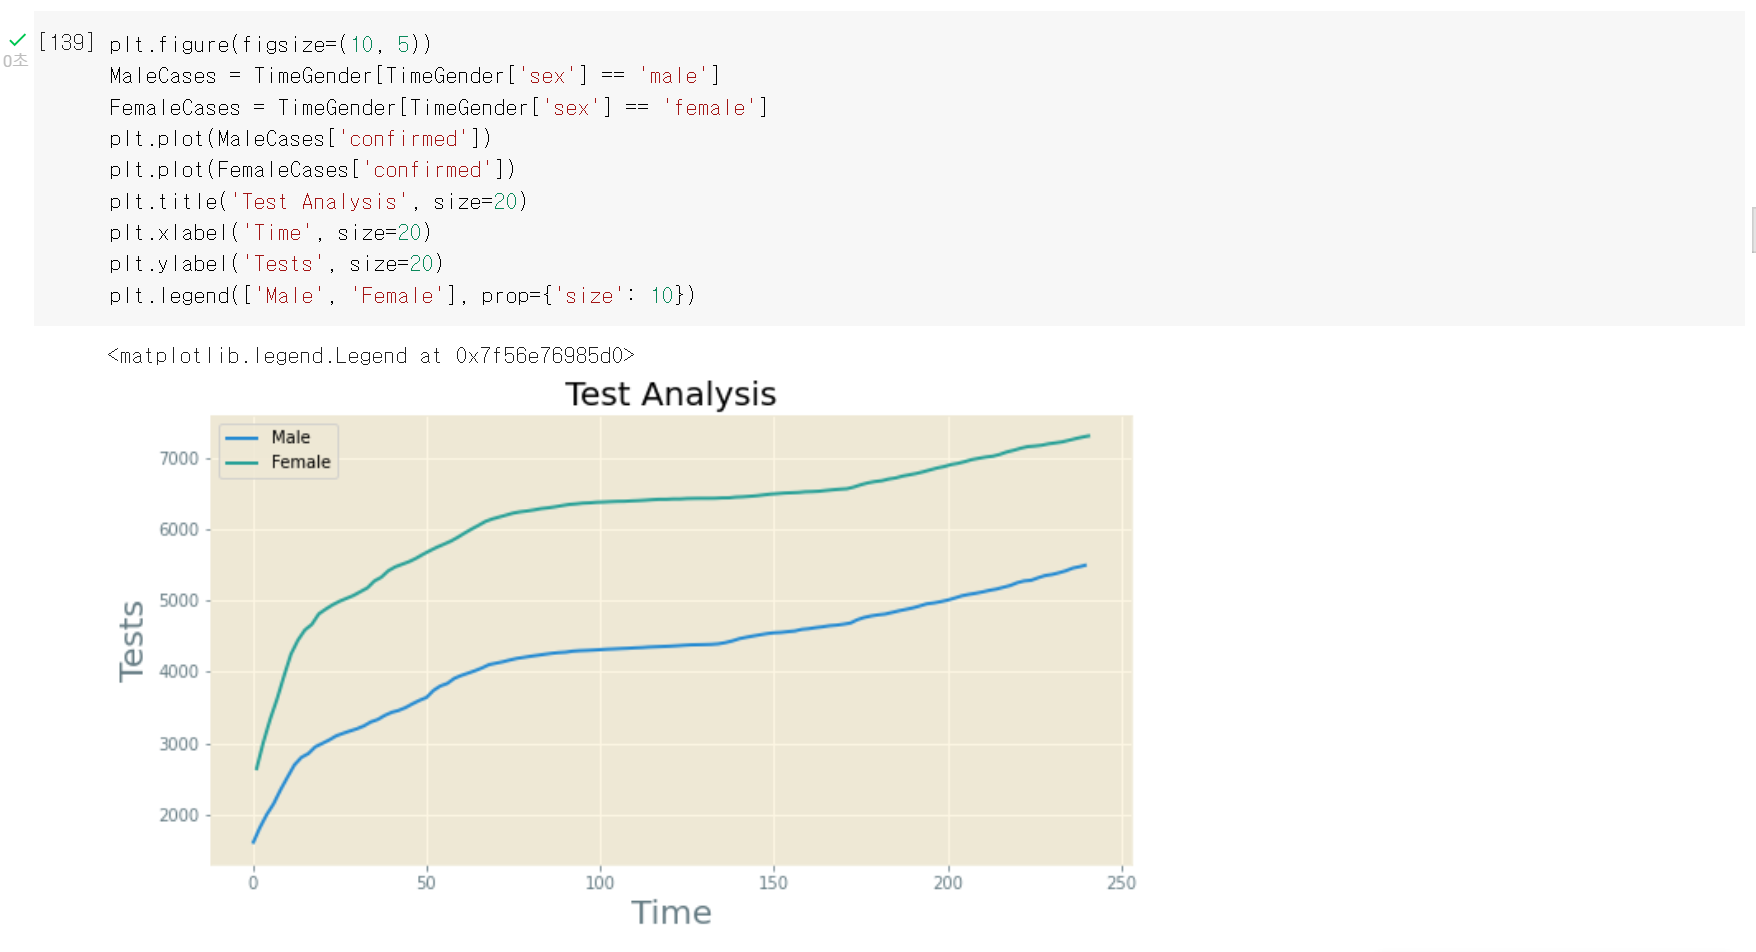 [139] plt.figure(figsize=(10, 5))
0초
MaleCases = TimeGender[TimeGender['sex'] == 'male']
FemaleCases = TimeGender[TimeGender['sex'] == 'female']
plt.plot(MaleCases['confirmed'])
plt.plot(FemaleCases['confirmed'])
plt.title('Test Analysis', size=20)
plt.xlabel('Time', size=20)
plt.ylabel('Tests', size=20)
plt.legend(['Male', 'Female'], prop={'size': 10})
<matplotlib.legend.Legend at 0x7f56e76985d0>
Test Analysis
Male
Female
7000
6000
5000
4000
3000
2000
Tests
0 50 100 150 200 250
Time